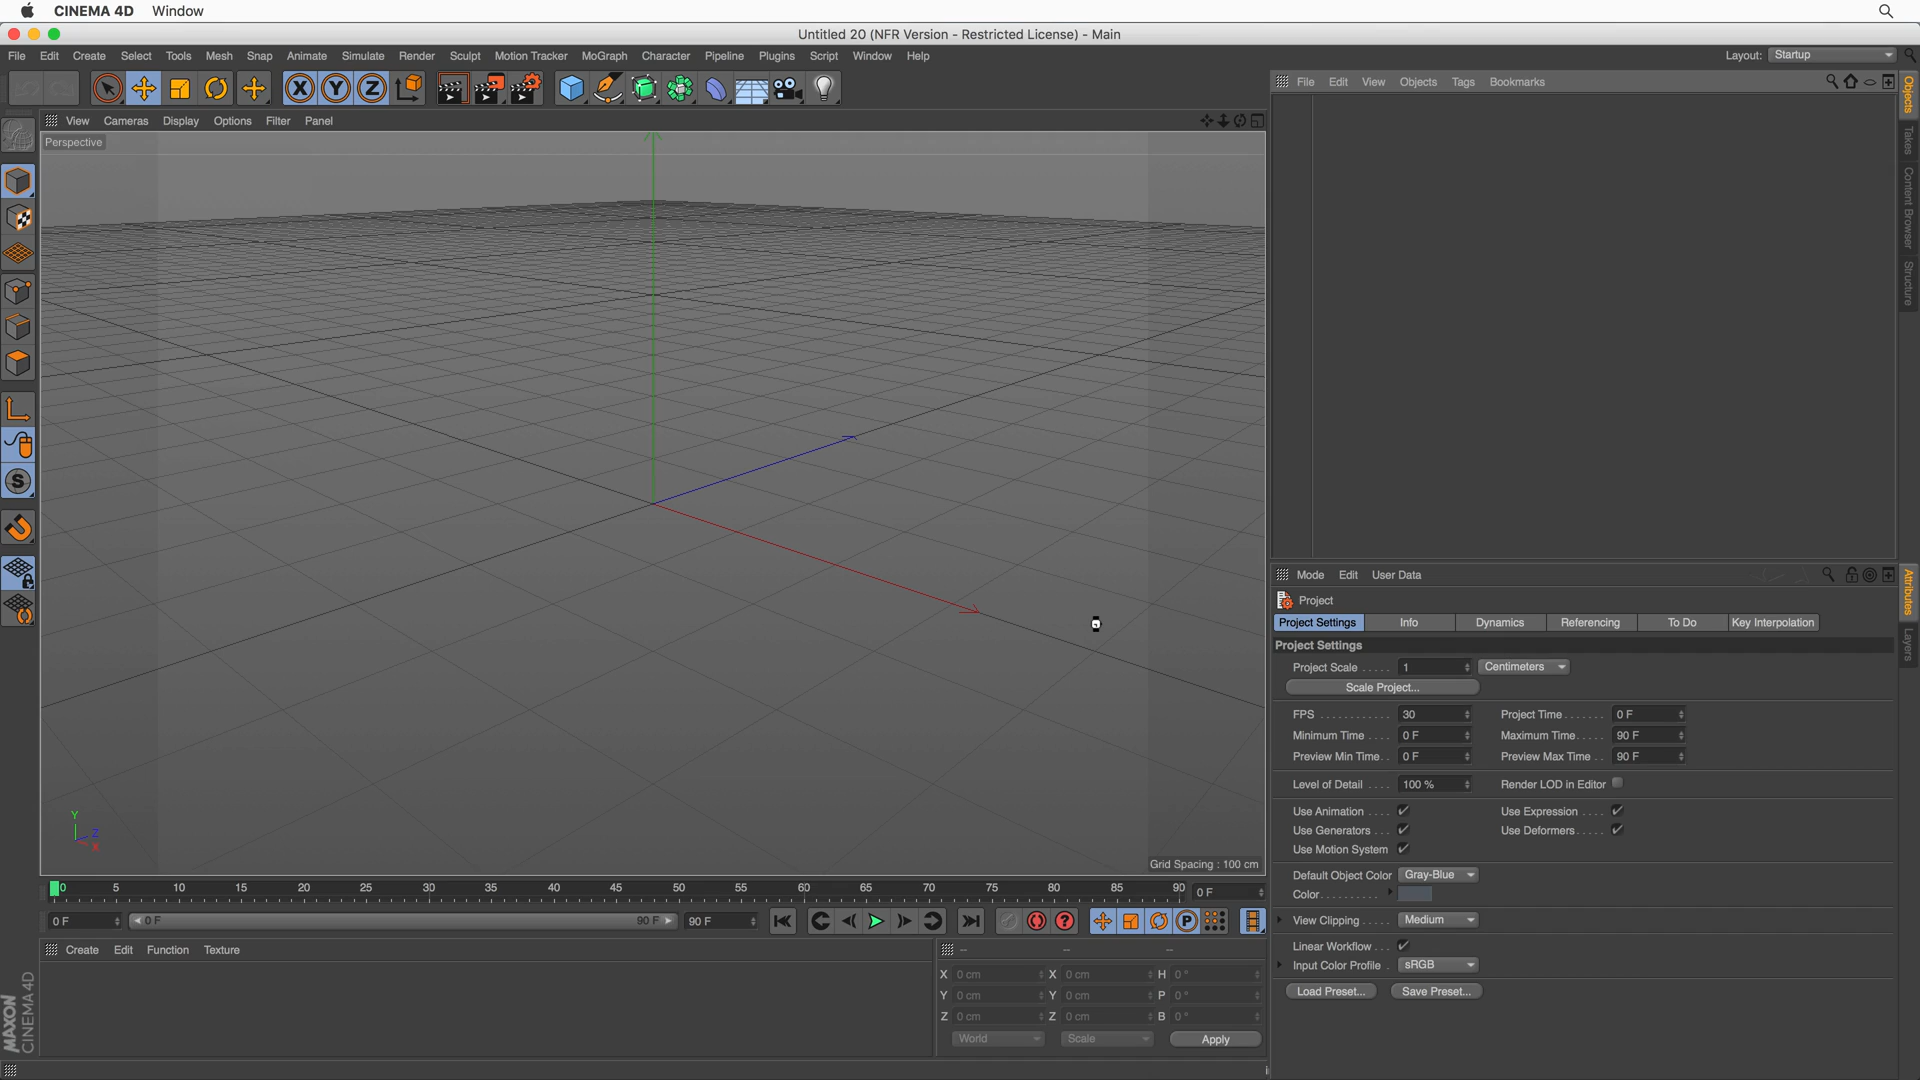 CINEMA 4D Window
Untitled 20 (NFR Version - Restricted License) - Main
File Edit Create Select Tools Mesh Snap Animate Simulate Render Sculpt Motion Tracker MoGraph Character Pipeline Plugins Script Window Help
Layout: Startup
File Edit View Objects Tags Bookmarks
View Cameras Display Options Filter Panel
Perspective
Objects
Takes
Content Browser
Structure
Y
Z
X
Grid Spacing : 100 cm
Mode Edit User Data
Project
Project Settings Info Dynamics Referencing To Do Key Interpolation
Project Settings
Project Scale ..... 1 Centimeters
Scale Project...
FPS ............ 30 Project Time ....... 0 F
Minimum Time .... 0 F Maximum Time..... 90 F
Preview Min Time. . 0 F Preview Max Time . . 90 F
Level of Detail .... 100 % Render LOD in Editor
Use Animation .... Use Expression ....
Use Generators ... Use Deformers.....
Use Motion System
Default Object Color Gray-Blue
Color..........
View Clipping ..... Medium
Linear Workflow ...
Input Color Profile . sRGB
Load Preset... Save Preset...
Attributes
Layers
0 5 10 15 20 25 30 35 40 45 50 55 60 65 70 75 80 85 90 0 F
0 F 0 F 90 F 90 F
P
Create Edit Function Texture
-- -- --
X 0 cm X 0 cm H 0 °
Y 0 cm Y 0 cm P 0 °
Z 0 cm Z 0 cm B 0 °
World Scale Apply
MAXON
CINEMA 4D